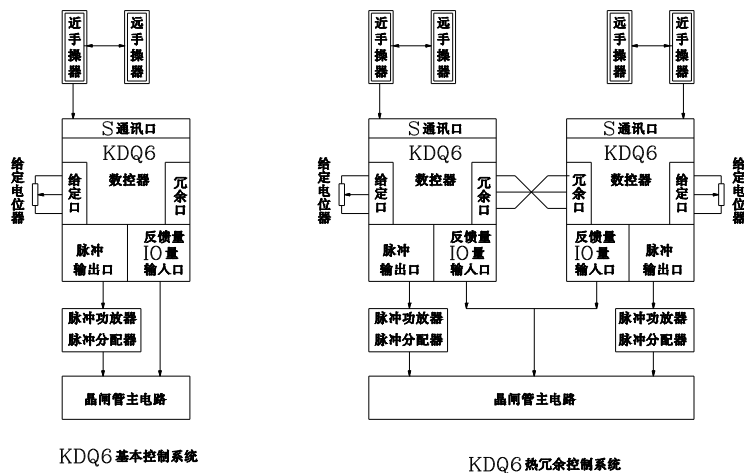 近手操器
远手操器
S通讯口
KDQ6
数控器
给定电位器
给定口
冗余口
脉冲
输出口
反馈量
IO量
输入口
脉冲功放器
脉冲分配器
晶闸管主电路
KDQ6基本控制系统
近手操器
远手操器
远手操器
近手操器
S通讯口
KDQ6
数控器
给定电位器
给定口
冗余口
脉冲
输出口
反馈量
IO量
输入口
脉冲功放器
脉冲分配器
S通讯口
KDQ6
数控器
冗余口
给定口
给定电位器
反馈量
IO量
输入口
脉冲
输出口
脉冲功放器
脉冲分配器
晶闸管主电路
KDQ6热冗余控制系统